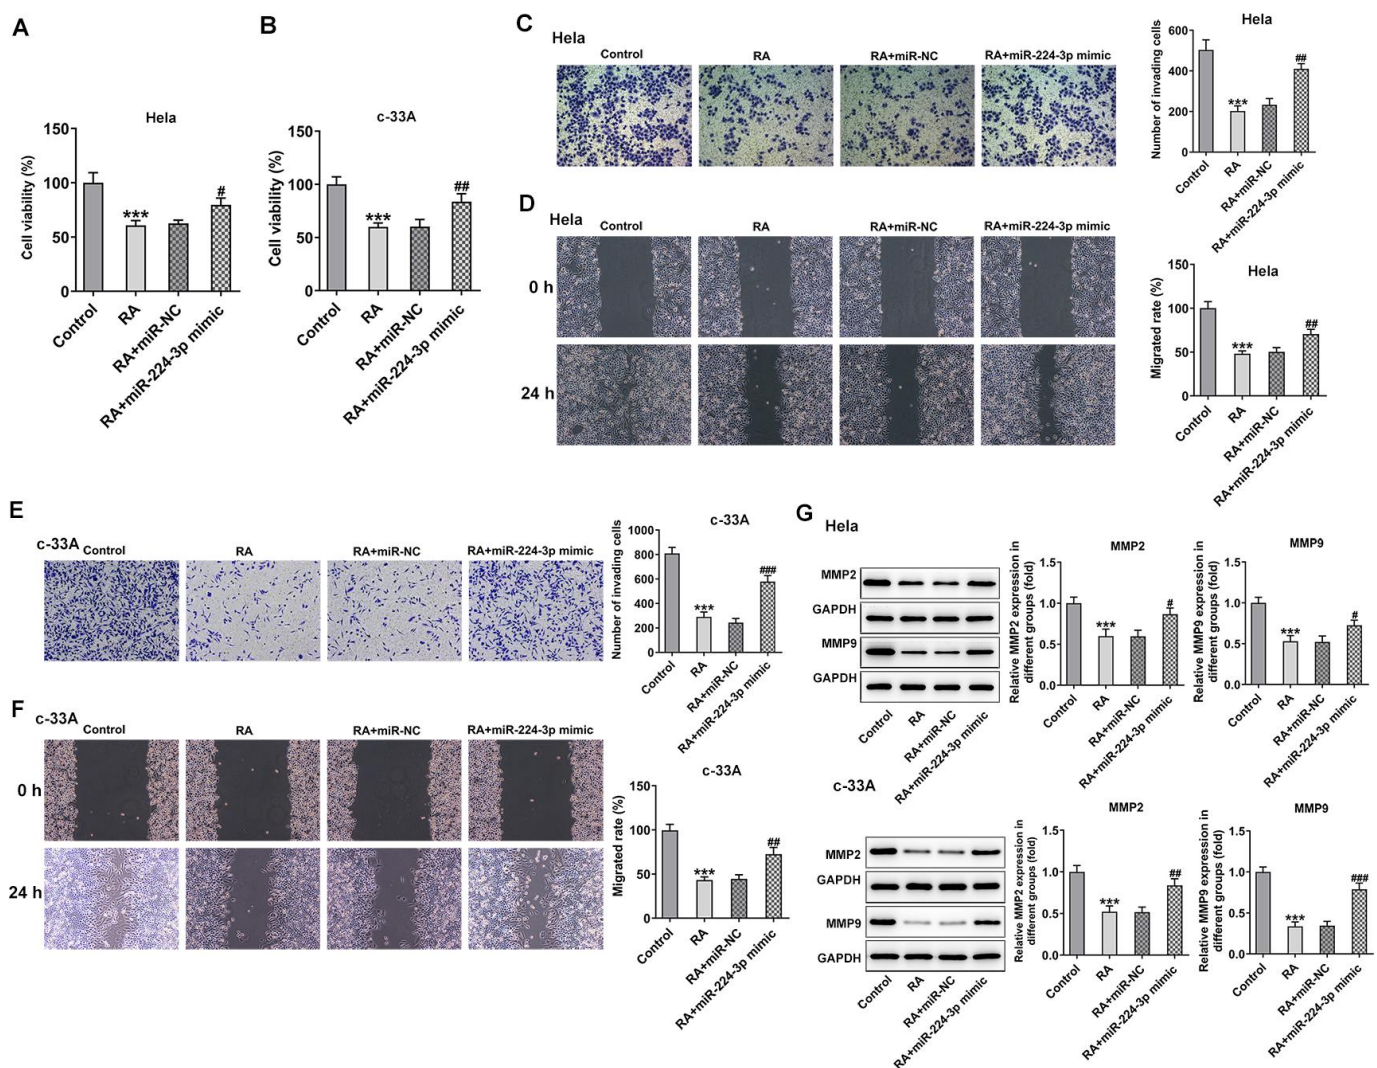 A
Hela
Cell viability (%)
150
100
50
0
***
#
Control
RA
RA+miR-NC
RA+miR-224-3p mimic
B
c-33A
Cell viability (%)
150
100
50
0
***
##
Control
RA
RA+miR-NC
RA+miR-224-3p mimic
C
Hela
Control
RA
RA+miR-NC
RA+miR-224-3p mimic
Hela
Number of invading cells
600
400
200
0
***
##
Control
RA
RA+miR-NC
RA+miR-224-3p mimic
D
Hela
Control
RA
RA+miR-NC
RA+miR-224-3p mimic
0 h
24 h
Hela
Migrated rate (%)
150
100
50
0
***
##
Control
RA
RA+miR-NC
RA+miR-224-3p mimic
E
c-33A
Control
RA
RA+miR-NC
RA+miR-224-3p mimic
c-33A
Number of invading cells
1000
800
600
400
200
0
***
###
Control
RA
RA+miR-NC
RA+miR-224-3p mimic
F
c-33A
Control
RA
RA+miR-NC
RA+miR-224-3p mimic
0 h
24 h
c-33A
Migrated rate (%)
150
100
50
0
***
##
Control
RA
RA+miR-NC
RA+miR-224-3p mimic
G
Hela
MMP2
GAPDH
MMP9
GAPDH
Control
RA
RA+miR-NC
RA+miR-224-3p mimic
MMP2
Relative MMP2 expression in
different groups (fold)
1.5
1.0
0.5
0.0
***
#
Control
RA
RA+miR-NC
RA+miR-224-3p mimic
MMP9
Relative MMP9 expression in
different groups (fold)
1.5
1.0
0.5
0.0
***
#
Control
RA
RA+miR-NC
RA+miR-224-3p mimic
c-33A
MMP2
GAPDH
MMP9
GAPDH
Control
RA
RA+miR-NC
RA+miR-224-3p mimic
MMP2
Relative MMP2 expression in
different groups (fold)
1.5
1.0
0.5
0.0
***
##
Control
RA
RA+miR-NC
RA+miR-224-3p mimic
MMP9
Relative MMP9 expression in
different groups (fold)
1.5
1.0
0.5
0.0
***
###
Control
RA
RA+miR-NC
RA+miR-224-3p mimic